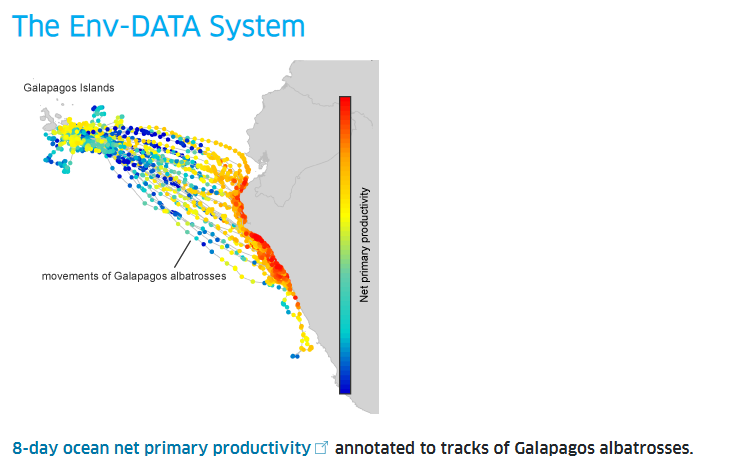 The Env-DATA System
Galapagos Islands
Net primary productivity
movements of Galapagos albatrosses
8-day ocean net primary productivity annotated to tracks of Galapagos albatrosses.